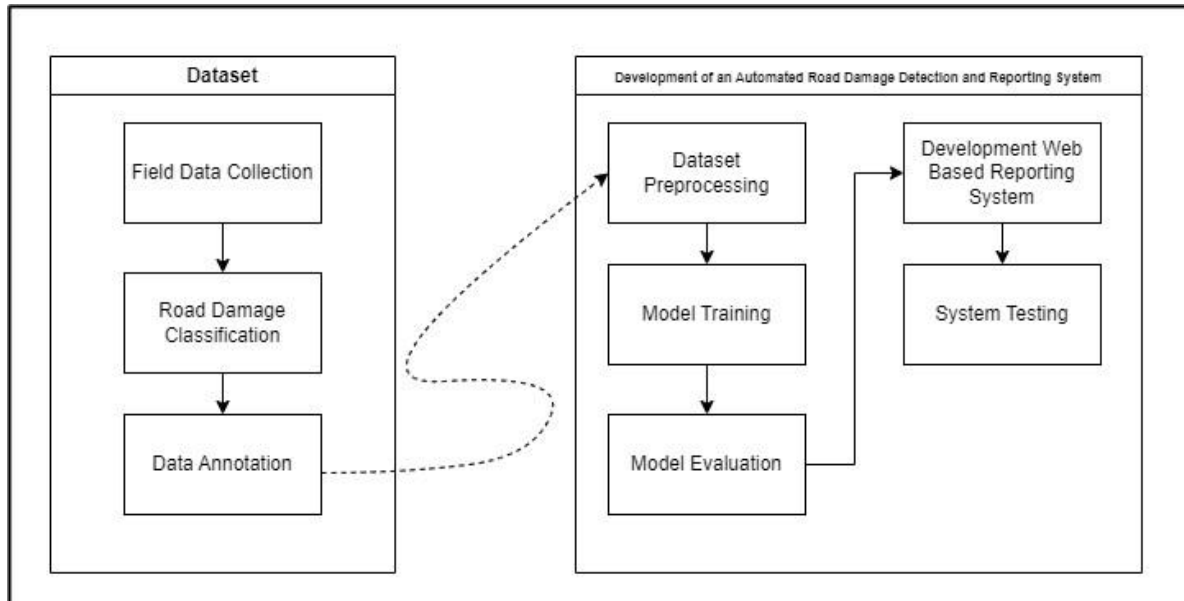 Dataset
Field Data Collection
Road Damage
Classification
Data Annotation
Development of an Automated Road Damage Detection and Reporting System
Dataset
Preprocessing
Model Training
Model Evaluation
Development Web
Based Reporting
System
System Testing